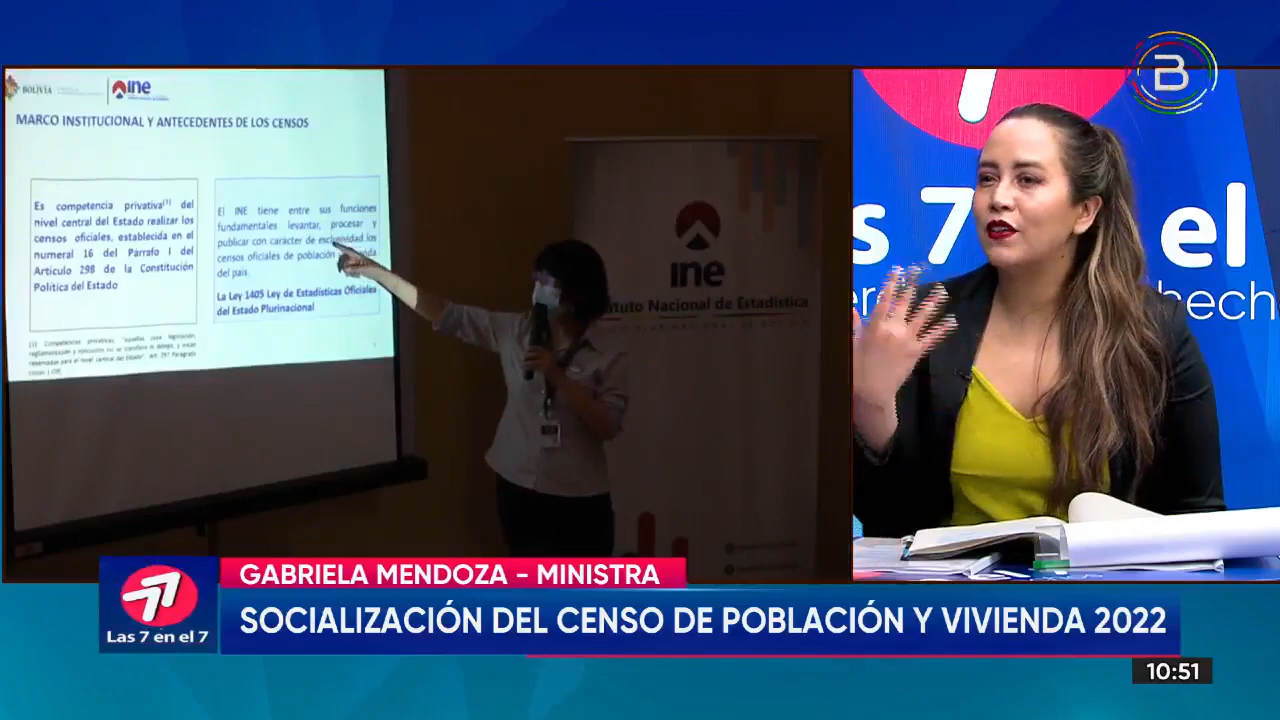 B
BOLIVIA
ine
MARCO INSTITUCIONAL Y ANTECEDENTES DE LOS CENSOS
Es competencia privativa(1) del
nivel central del Estado realizar los
censos oficiales, establecida en el
numeral 16 del Párrafo I del
Artículo 298 de la Constitución
Política del Estado
El INE tiene entre sus funciones
fundamentales levantar, procesar y
publicar con carácter de exclusividad los
censos oficiales de población
del país.
La Ley 1405 Ley de Estadísticas Oficiales
del Estado Plurinacional
ine
tuto Nacional de Estadística
s 7
el
hech
GABRIELA MENDOZA – MINISTRA
SOCIALIZACIÓN DEL CENSO DE POBLACIÓN Y VIVIENDA 2022
Las 7 en el 7
10:51